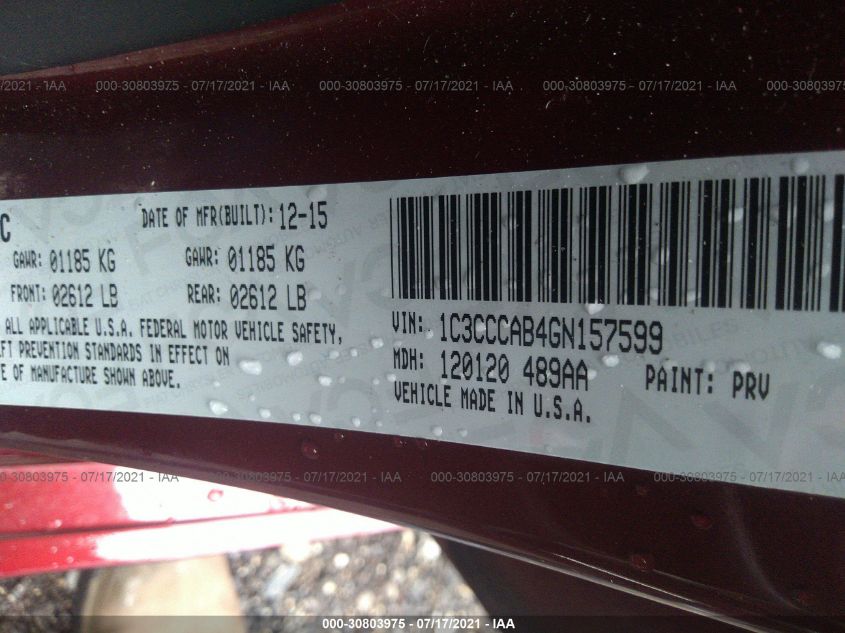 /2021 - IAA 000-30803975 - 07/17/2021 - IAA 000-30803975 - 07/17/2021 - IAA 000-30803975 - 07/17/2021
C
DATE OF MFR(BUILT): 12-15
GAWR: 01185 KG GAWR: 01185 KG
FRONT: 02612 LB REAR: 02612 LB
ALL APPLICABLE U.S.A. FEDERAL MOTOR VEHICLE SAFETY,
FT PREVENTION STANDARDS IN EFFECT ON
E OF MANUFACTURE SHOWN ABOVE.
VIN: 1C3CCCAB4GN157599
MDH: 120120 489AA PAINT: PRV
VEHICLE MADE IN U.S.A.
000-30803975 - 07/17/2021 - IAA 000-30803975 - 07/17/2021 - IAA 000-30803975 - 07/17/2021 - IAA 000-30803975 - 07/17/2021
000-30803975 - 07/17/2021 - IAA